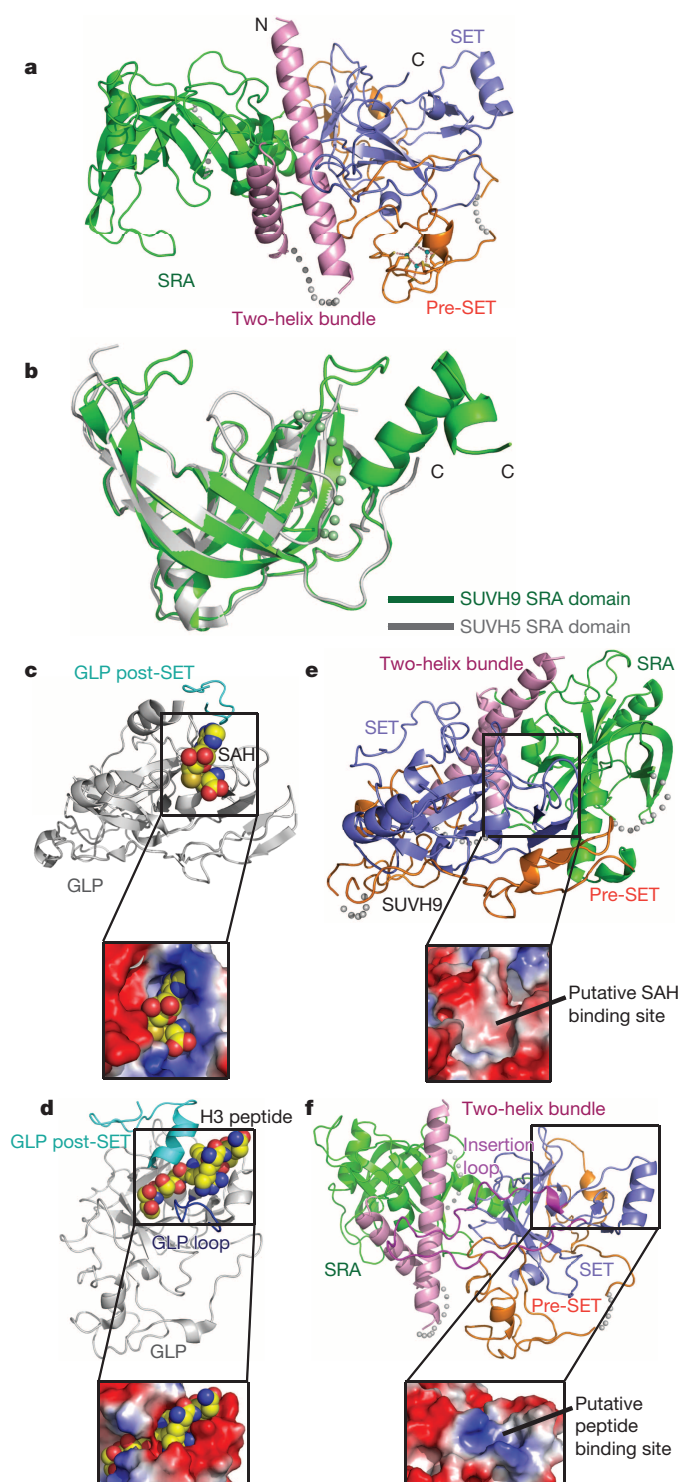 a
N
C
SET
SRA
Two-helix bundle
Pre-SET
b
C
C
SUVH9 SRA domain
SUVH5 SRA domain
c
GLP post-SET
SAH
GLP
e
Two-helix bundle
SRA
SET
SUVH9
Pre-SET
Putative SAH
binding site
d
H3 peptide
GLP post-SET
GLP loop
GLP
f
Two-helix bundle
Insertion
loop
SRA
SET
Pre-SET
Putative
peptide
binding site